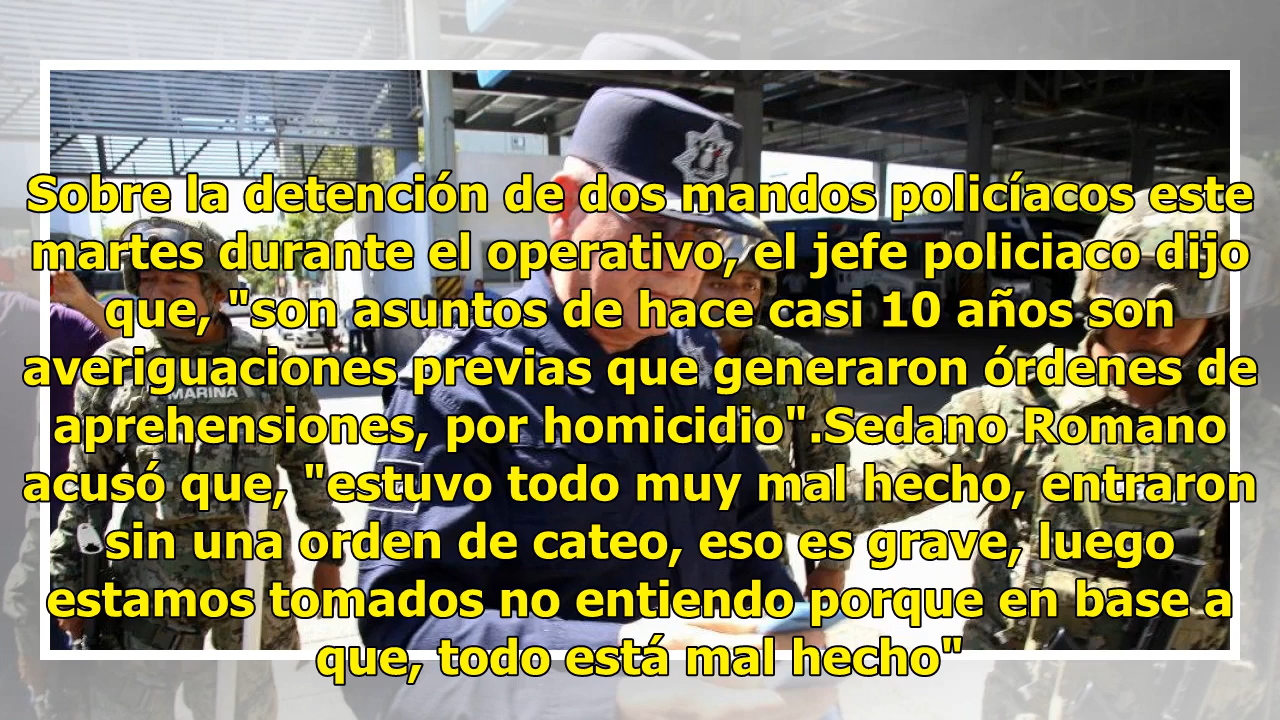 Sobre la detención de dos mandos policíacos este
martes durante el operativo, el jefe policiaco dijo
que, "son asuntos de hace casi 10 años son
averiguaciones previas que generaron órdenes de
aprehensiones, por homicidio".Sedano Romano
acusó que, "estuvo todo muy mal hecho, entraron
sin una orden de cateo, eso es grave, luego
estamos tomados no entiendo porque en base a
que, todo está mal hecho"
MARINA